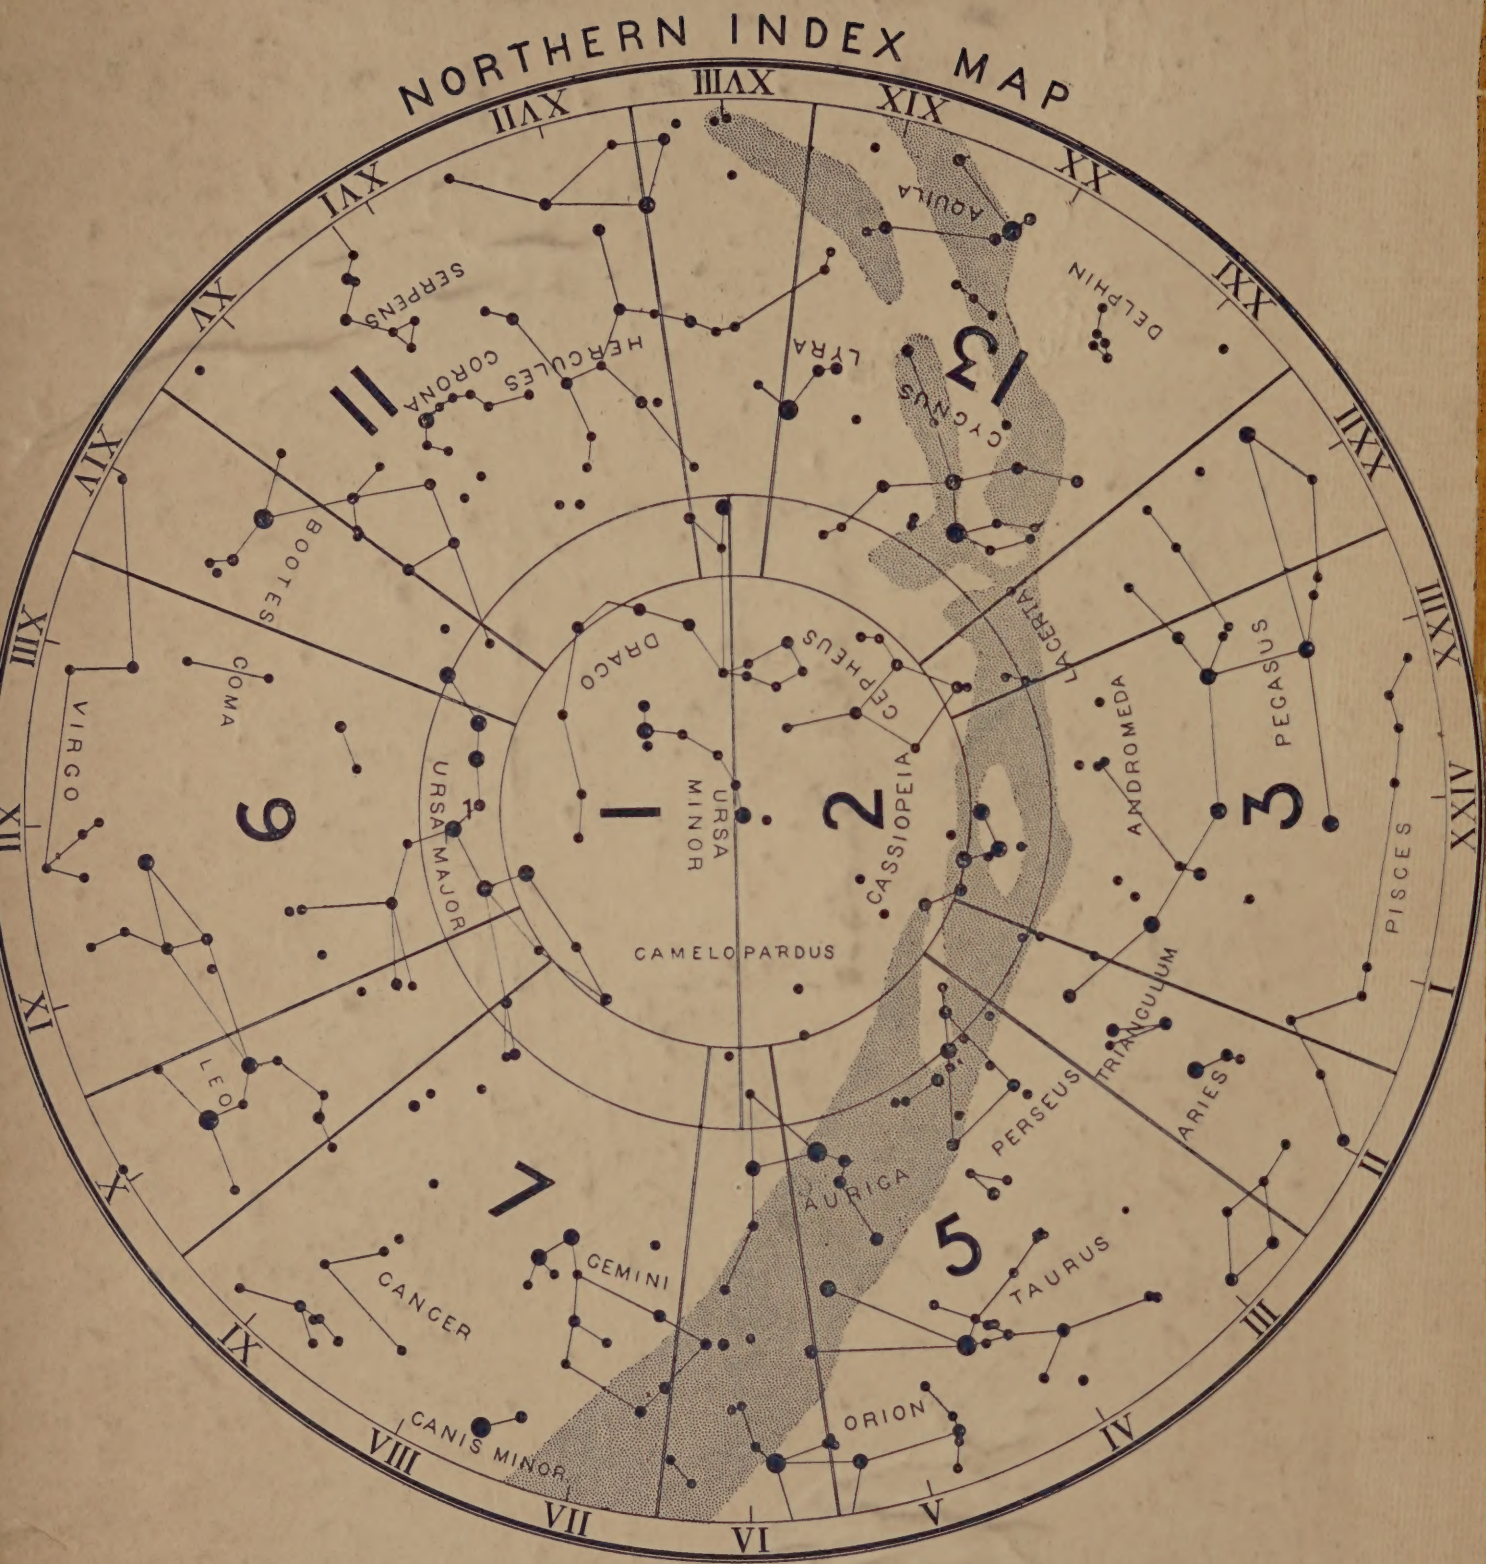 NORTHERN INDEX MAP
XVIII
XIX
XX
XXI
XXII
XXIII
XXIV
I
II
III
IV
V
VI
VII
VIII
IX
X
XI
XII
XIII
XIV
XV
XVI
XVII
AQUILA
DELPHIN
SERPENS
CORONA
HERCULES
LYRA
CYGNUS
11
13
BOOTES
COMA
VIRGO
DRACO
CEPHEUS
LACERTA
ANDROMEDA
PEGASUS
PISCES
6
URSA MAJOR
1
URSA
MINOR
2
CASSIOPEIA
3
CAMELOPARDUS
TRIANGULUM
ARIES
PERSEUS
LEO
7
AURIGA
5
TAURUS
CANCER
GEMINI
CANIS MINOR
ORION